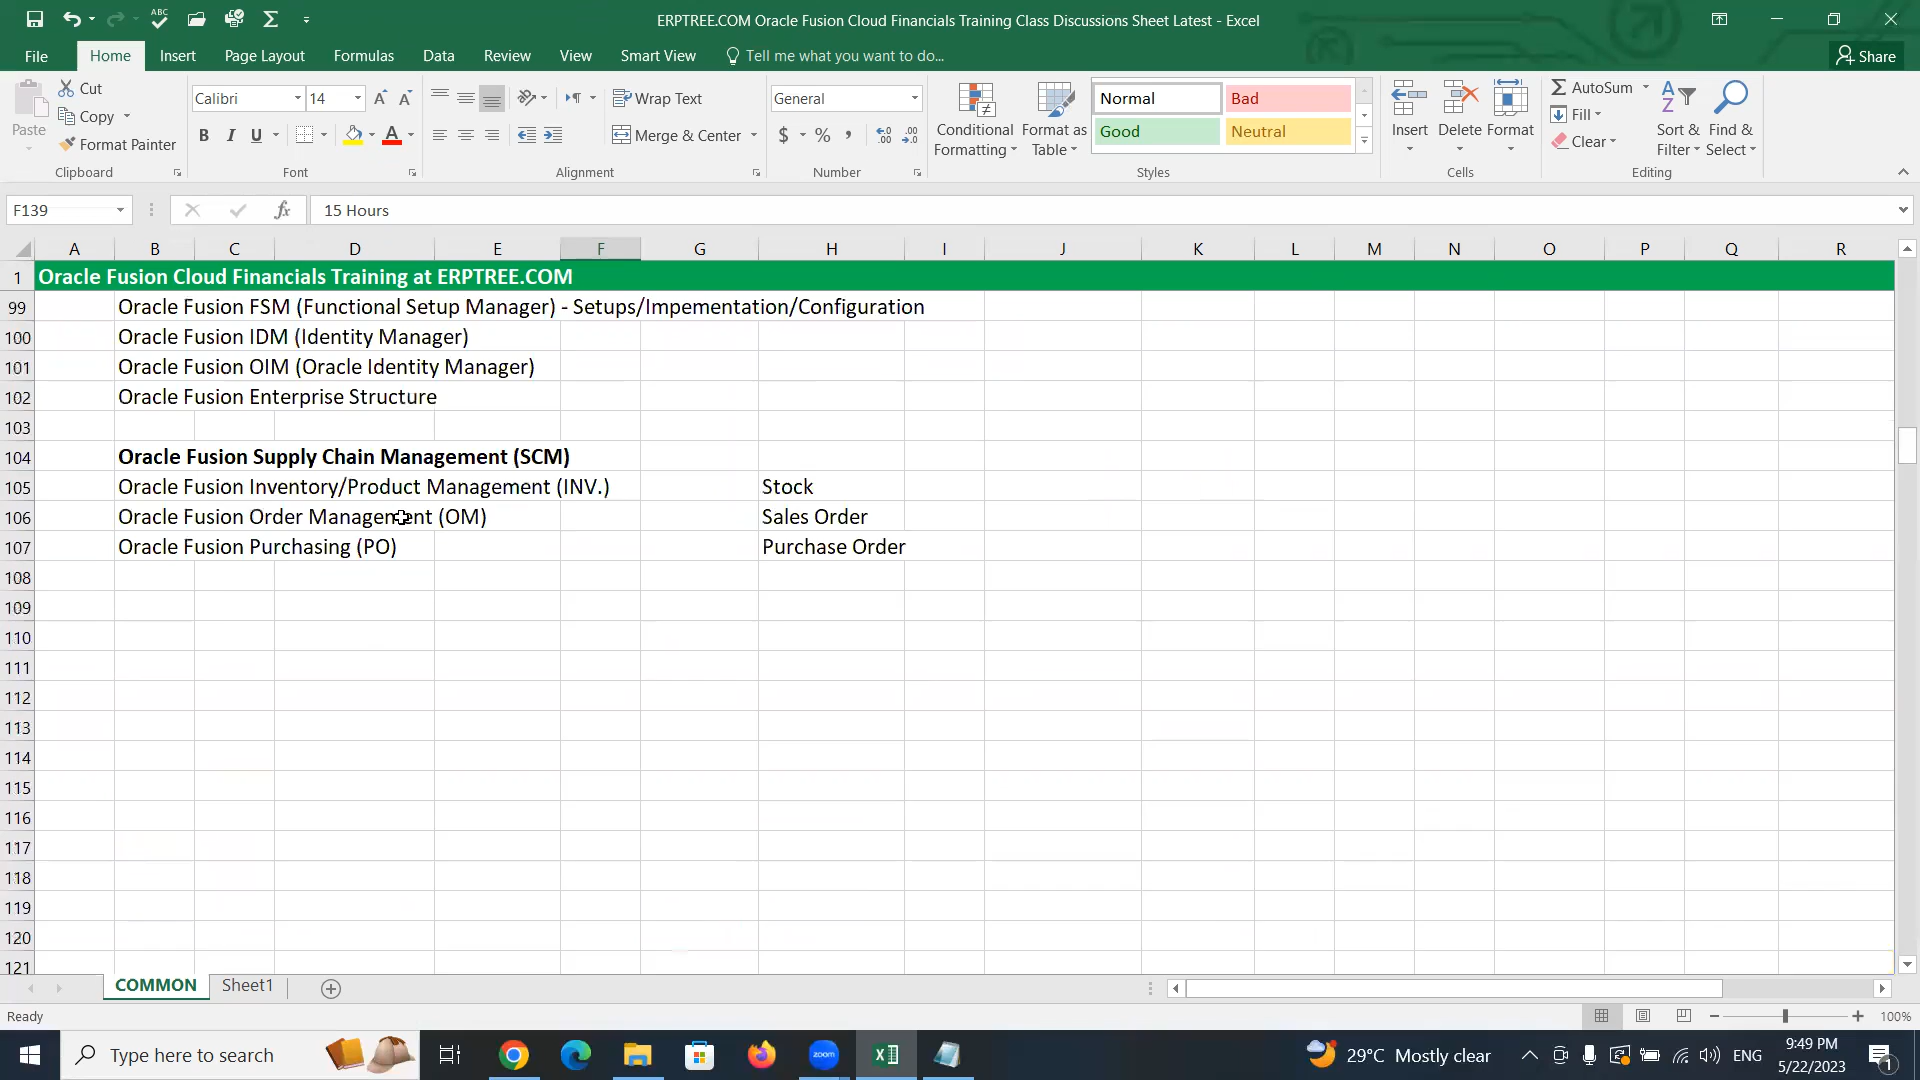 ERPTREE.COM Oracle Fusion Cloud Financials Training Class Discussions Sheet Latest - Excel
File Home Insert Page Layout Formulas Data Review View Smart View Tell me what you want to do... Share
Paste
Cut
Copy
Format Painter
Clipboard
Calibri 14
B I U
Font
Wrap Text
Merge & Center
Alignment
General
$ % ,
Number
Conditional Formatting
Format as Table
Normal Bad
Good Neutral
Styles
Insert Delete Format
Cells
AutoSum
Fill
Clear
Sort & Filter
Find & Select
Editing
F139 fx 15 Hours
A B C D E F G H I J K L M N O P Q R
1 Oracle Fusion Cloud Financials Training at ERPTREE.COM
99 Oracle Fusion FSM (Functional Setup Manager) - Setups/Impementation/Configuration
100 Oracle Fusion IDM (Identity Manager)
101 Oracle Fusion OIM (Oracle Identity Manager)
102 Oracle Fusion Enterprise Structure
103
104 Oracle Fusion Supply Chain Management (SCM)
105 Oracle Fusion Inventory/Product Management (INV.) Stock
106 Oracle Fusion Order Management (OM) Sales Order
107 Oracle Fusion Purchasing (PO) Purchase Order
108
109
110
111
112
113
114
115
116
117
118
119
120
121
COMMON Sheet1
Ready 100%
Type here to search
zoom
29°C Mostly clear
ENG
9:49 PM
5/22/2023
1